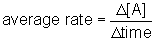 average rate = Δ[A]
Δtime